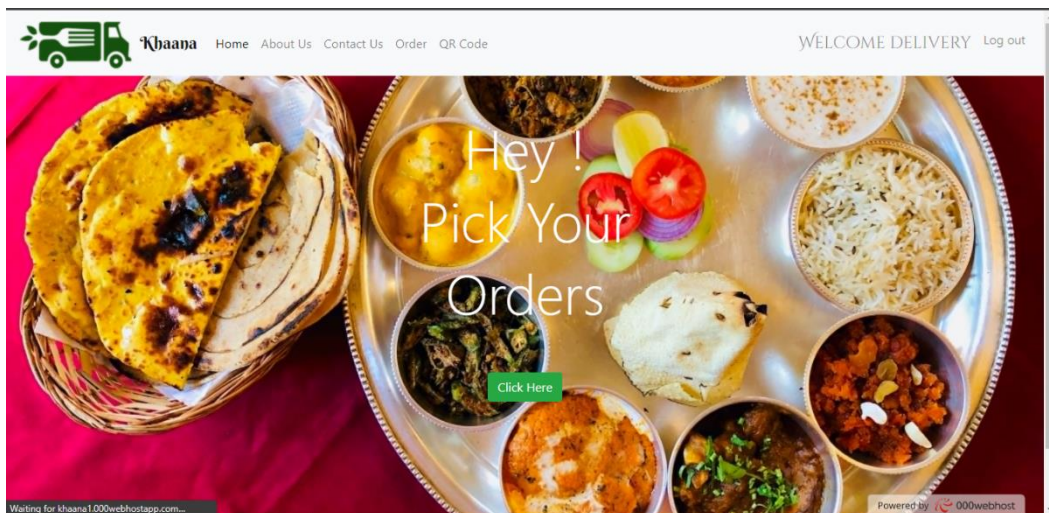 Khaana Home About Us Contact Us Order QR Code WELCOME DELIVERY Log out
Hey !
Pick Your
Orders
Click Here
Waiting for khaana1.000webhostapp.com...
Powered by 000webhost